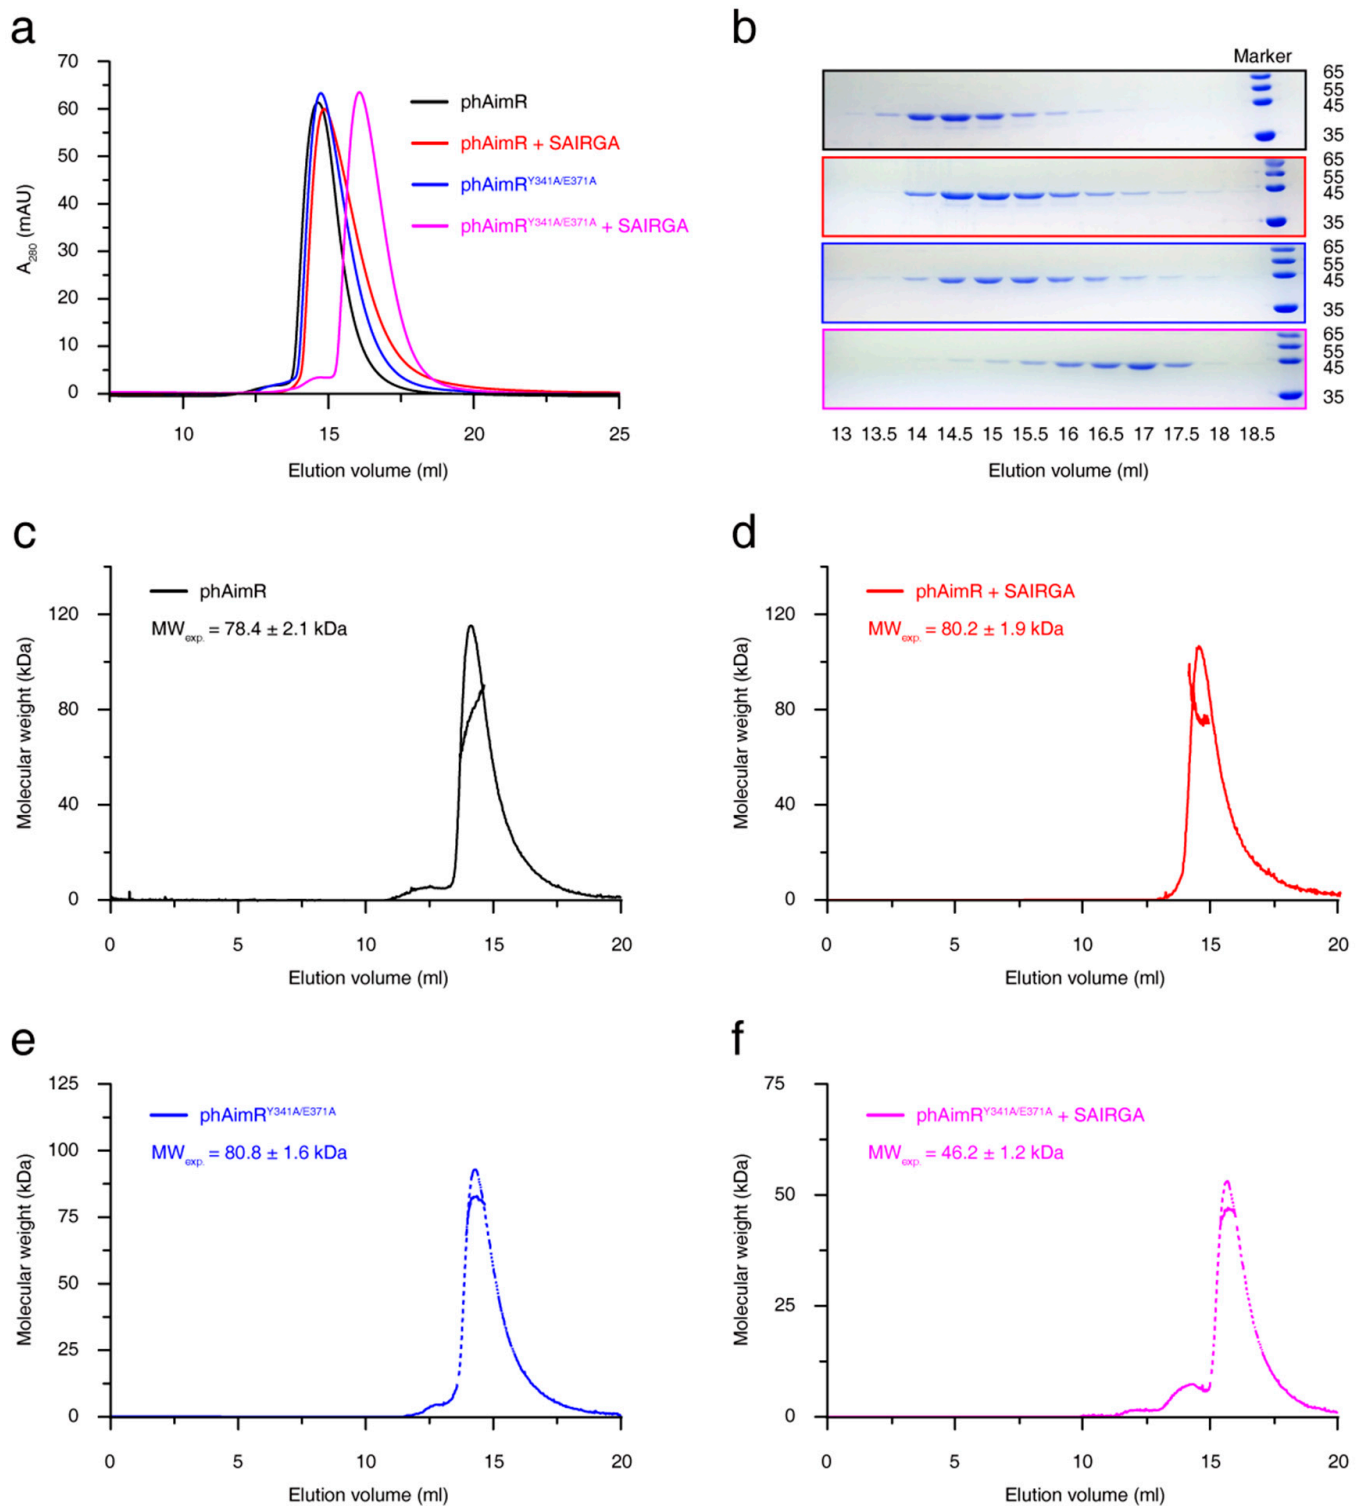 a
70
60
50
40
30
20
10
0
A280 (mAU)
phAimR
phAimR + SAIRGA
phAimRY341A/E371A
phAimRY341A/E371A + SAIRGA
10 15 20 25
Elution volume (ml)
b
Marker
65
55
45
35
65
55
45
35
65
55
45
35
65
55
45
35
13 13.5 14 14.5 15 15.5 16 16.5 17 17.5 18 18.5
Elution volume (ml)
c
phAimR
MWexp. = 78.4 ± 2.1 kDa
120
80
40
0
Molecular weight (kDa)
0 5 10 15 20
Elution volume (ml)
d
phAimR + SAIRGA
MWexp. = 80.2 ± 1.9 kDa
120
80
40
0
Molecular weight (kDa)
0 5 10 15 20
Elution volume (ml)
e
phAimRY341A/E371A
MWexp. = 80.8 ± 1.6 kDa
125
100
75
50
25
0
Molecular weight (kDa)
0 5 10 15 20
Elution volume (ml)
f
phAimRY341A/E371A + SAIRGA
MWexp. = 46.2 ± 1.2 kDa
75
50
25
0
Molecular weight (kDa)
0 5 10 15 20
Elution volume (ml)